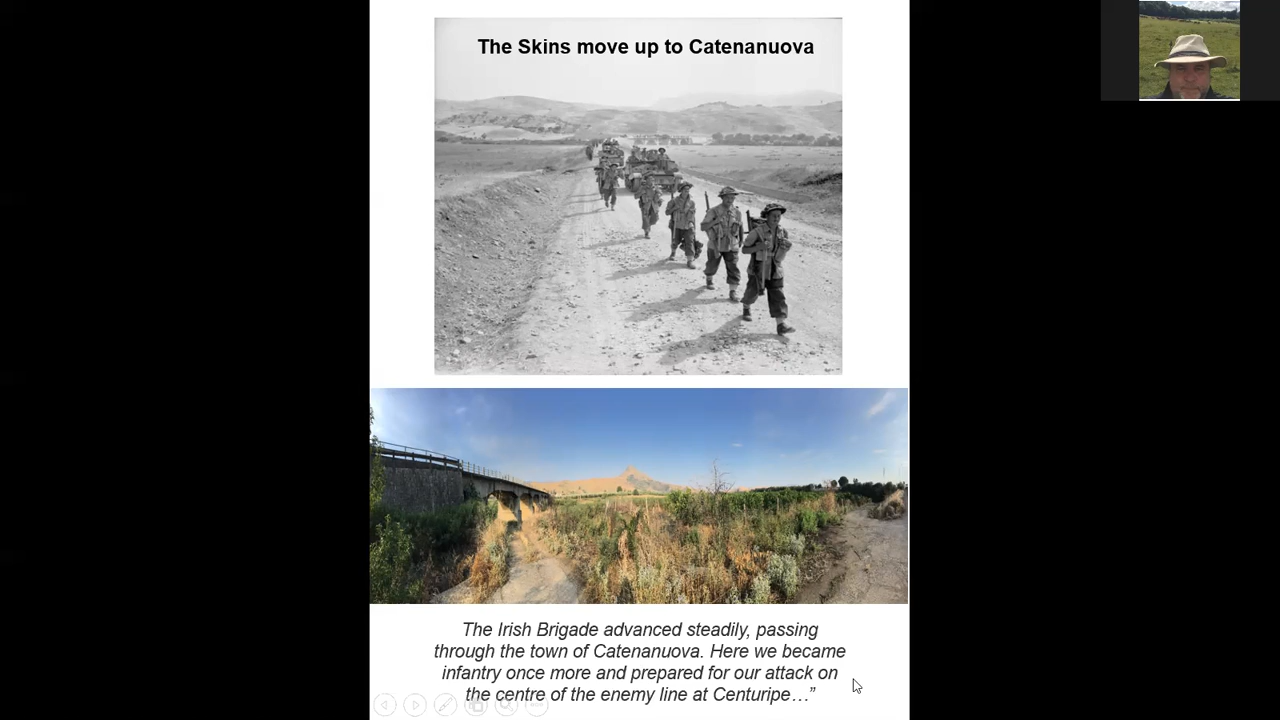 The Skins move up to Catenanuova
The Irish Brigade advanced steadily, passing
through the town of Catenanuova. Here we became
infantry once more and prepared for our attack on
the centre of the enemy line at Centuripe…”